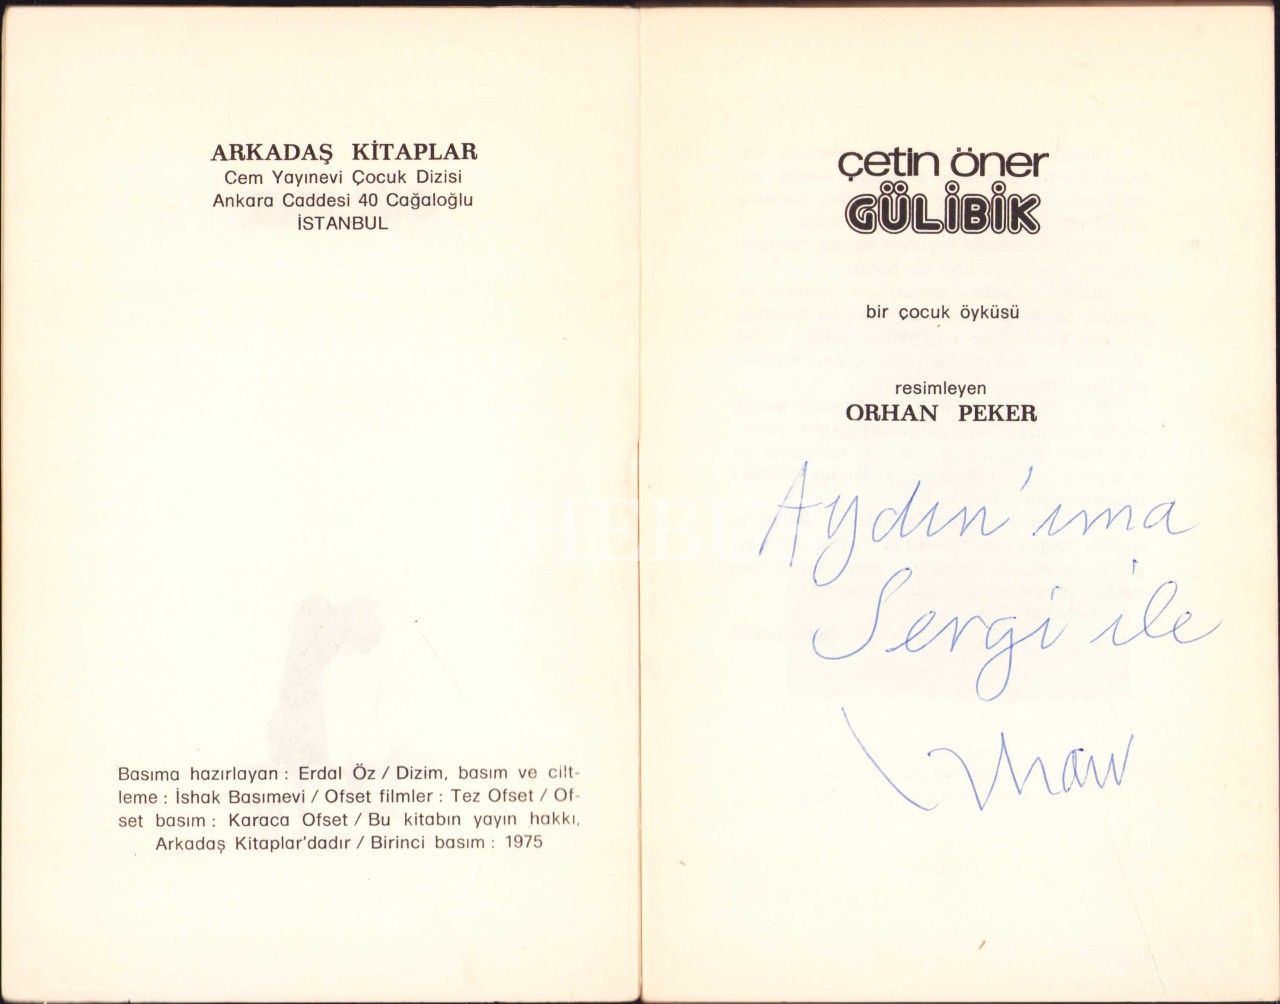 ARKADAŞ KİTAPLAR
Cem Yayınevi Çocuk Dizisi
Ankara Caddesi 40 Cağaloğlu
İSTANBUL
Basıma hazırlayan : Erdal Öz / Dizim, basım ve cilt-
leme : İshak Basımevi / Ofset filmler : Tez Ofset / Of-
set basım : Karaca Ofset / Bu kitabın yayın hakkı,
Arkadaş Kitaplar'dadır / Birinci basım : 1975
çetin öner
GÜLİBİK
bir çocuk öyküsü
resimleyen
ORHAN PEKER
Aydın'ıma
Sevgi ile